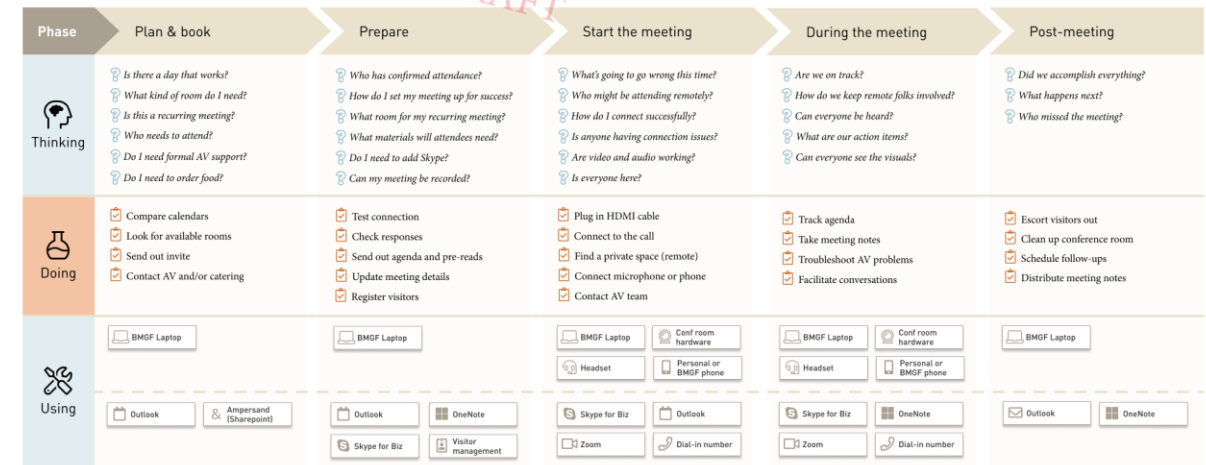 AFT
Phase
Plan & book
Prepare
Start the meeting
During the meeting
Post-meeting
Thinking
Is there a day that works?
What kind of room do I need?
Is this a recurring meeting?
Who needs to attend?
Do I need formal AV support?
Do I need to order food?
Who has confirmed attendance?
How do I set my meeting up for success?
What room for my recurring meeting?
What materials will attendees need?
Do I need to add Skype?
Can my meeting be recorded?
What's going to go wrong this time?
Who might be attending remotely?
How do I connect successfully?
Is anyone having connection issues?
Are video and audio working?
Is everyone here?
Are we on track?
How do we keep remote folks involved?
Can everyone be heard?
What are our action items?
Can everyone see the visuals?
Did we accomplish everything?
What happens next?
Who missed the meeting?
Doing
Compare calendars
Look for available rooms
Send out invite
Contact AV and/or catering
Test connection
Check responses
Send out agenda and pre-reads
Update meeting details
Register visitors
Plug in HDMI cable
Connect to the call
Find a private space (remote)
Connect microphone or phone
Contact AV team
Track agenda
Take meeting notes
Troubleshoot AV problems
Facilitate conversations
Escort visitors out
Clean up conference room
Schedule follow-ups
Distribute meeting notes
Using
BMGF Laptop
Outlook
& Ampersand
(Sharepoint)
BMGF Laptop
Outlook
OneNote
Skype for Biz
Visitor
management
BMGF Laptop
Conf room
hardware
Headset
Personal or
BMGF phone
Skype for Biz
Outlook
Zoom
Dial-in number
BMGF Laptop
Conf room
hardware
Headset
Personal or
BMGF phone
Skype for Biz
OneNote
Zoom
Dial-in number
BMGF Laptop
Outlook
OneNote